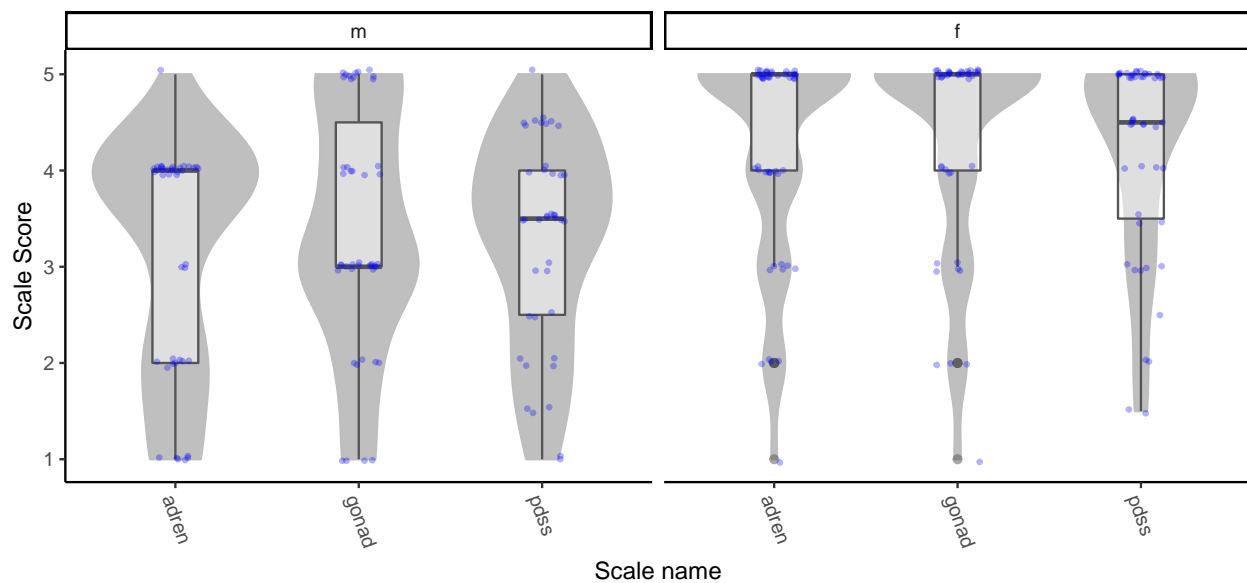 m
f
Scale Score
5
4
3
2
1
adren
gonad
pdss
adren
gonad
pdss
Scale name